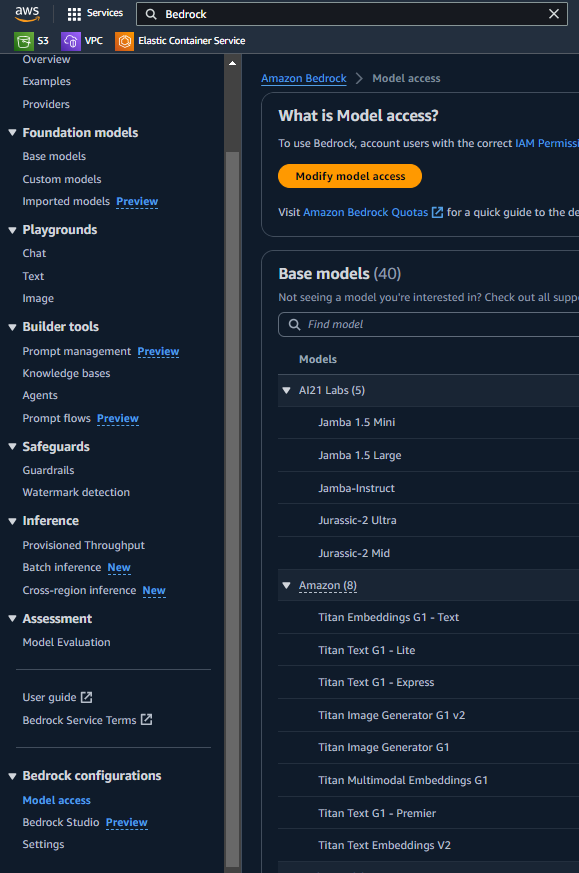 aws
Services
Bedrock
S3
VPC
Elastic Container Service
Overview
Examples
Providers
Foundation models
Base models
Custom models
Imported models Preview
Playgrounds
Chat
Text
Image
Builder tools
Prompt management Preview
Knowledge bases
Agents
Prompt flows Preview
Safeguards
Guardrails
Watermark detection
Inference
Provisioned Throughput
Batch inference New
Cross-region inference New
Assessment
Model Evaluation
User guide
Bedrock Service Terms
Bedrock configurations
Model access
Bedrock Studio Preview
Settings
Amazon Bedrock > Model access
What is Model access?
To use Bedrock, account users with the correct IAM Permissi
Modify model access
Visit Amazon Bedrock Quotas for a quick guide to the de
Base models (40)
Not seeing a model you're interested in? Check out all supp
Find model
Models
AI21 Labs (5)
Jamba 1.5 Mini
Jamba 1.5 Large
Jamba-Instruct
Jurassic-2 Ultra
Jurassic-2 Mid
Amazon (8)
Titan Embeddings G1 - Text
Titan Text G1 - Lite
Titan Text G1 - Express
Titan Image Generator G1 v2
Titan Image Generator G1
Titan Multimodal Embeddings G1
Titan Text G1 - Premier
Titan Text Embeddings V2